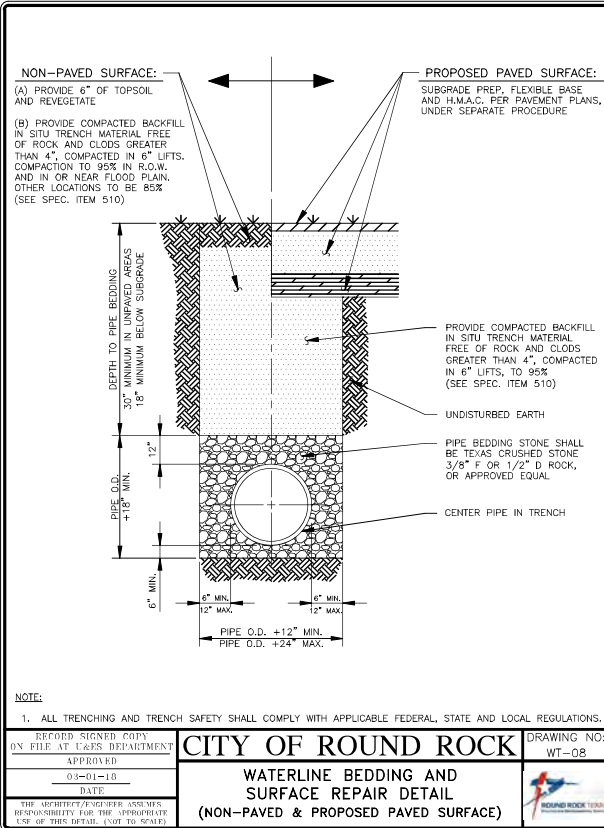 NON-PAVED SURFACE:
(A) PROVIDE 6" OF TOPSOIL
AND REVEGETATE
(B) PROVIDE COMPACTED BACKFILL
IN SITU TRENCH MATERIAL FREE
OF ROCK AND CLODS GREATER
THAN 4", COMPACTED IN 6" LIFTS.
COMPACTION TO 95% IN R.O.W.
AND IN OR NEAR FLOOD PLAIN.
OTHER LOCATIONS TO BE 85%
(SEE SPEC. ITEM 510)
PROPOSED PAVED SURFACE:
SUBGRADE PREP, FLEXIBLE BASE
AND H.M.A.C. PER PAVEMENT PLANS,
UNDER SEPARATE PROCEDURE
DEPTH TO PIPE BEDDING
30" MINIMUM IN UNPAVED AREAS
18" MINIMUM BELOW SUBGRADE
PROVIDE COMPACTED BACKFILL
IN SITU TRENCH MATERIAL
FREE OF ROCK AND CLODS
GREATER THAN 4", COMPACTED
IN 6" LIFTS, TO 95%
(SEE SPEC. ITEM 510)
UNDISTURBED EARTH
PIPE BEDDING STONE SHALL
BE TEXAS CRUSHED STONE
3/8" F OR 1/2" D ROCK,
OR APPROVED EQUAL
CENTER PIPE IN TRENCH
12"
PIPE O.D.
+18" MIN.
6" MIN.
6" MIN.
12" MAX.
6" MIN.
12" MAX.
PIPE O.D. +12" MIN.
PIPE O.D. +24" MAX.
NOTE:
1. ALL TRENCHING AND TRENCH SAFETY SHALL COMPLY WITH APPLICABLE FEDERAL, STATE AND LOCAL REGULATIONS.
RECORD SIGNED COPY
ON FILE AT U&ES DEPARTMENT
APPROVED
03-01-18
DATE
THE ARCHITECT/ENGINEER ASSUMES
RESPONSIBILITY FOR THE APPROPRIATE
USE OF THIS DETAIL. (NOT TO SCALE)
CITY OF ROUND ROCK
WATERLINE BEDDING AND
SURFACE REPAIR DETAIL
(NON-PAVED & PROPOSED PAVED SURFACE)
DRAWING NO:
WT-08
ROUND ROCK TEXAS